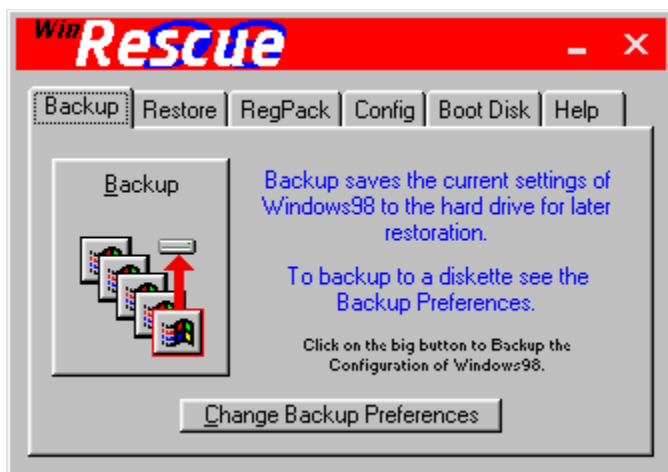 WinRescue
Backup Restore RegPack Config Boot Disk Help
Backup
Backup saves the current settings of
Windows98 to the hard drive for later
restoration.
To backup to a diskette see the
Backup Preferences.
Click on the big button to Backup the
Configuration of Windows98.
Change Backup Preferences